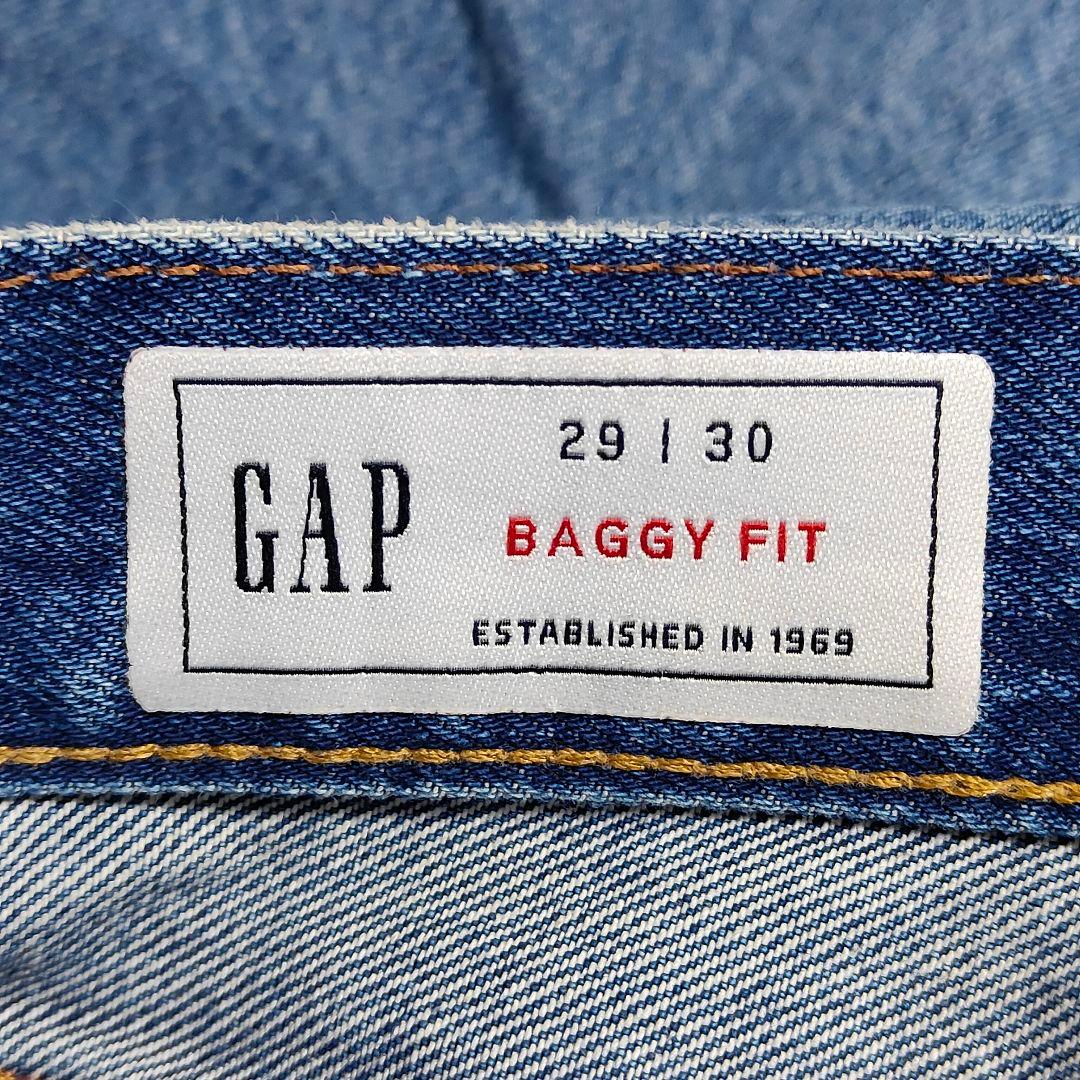 GAP
29 | 30
BAGGY FIT
ESTABLISHED IN 1969